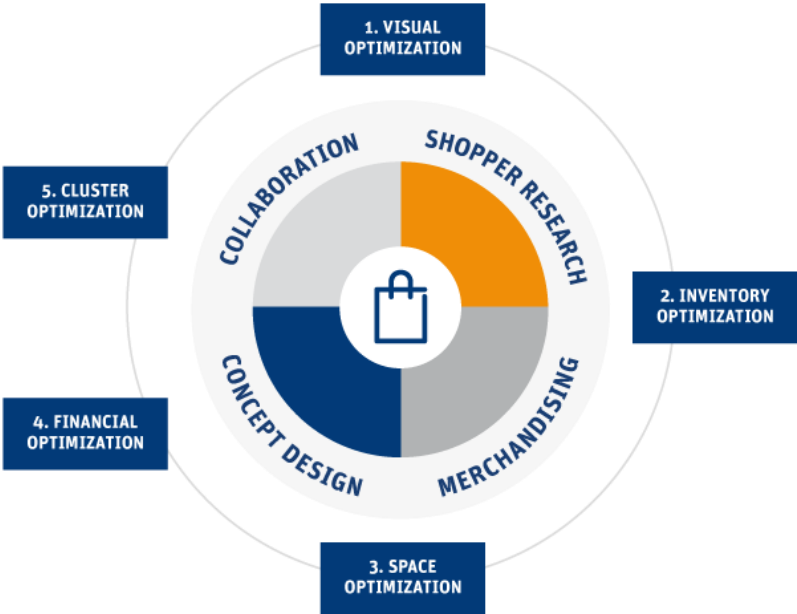 1. VISUAL
OPTIMIZATION
COLLABORATION
SHOPPER RESEARCH
5. CLUSTER
OPTIMIZATION
2. INVENTORY
OPTIMIZATION
CONCEPT DESIGN
MERCHANDISING
4. FINANCIAL
OPTIMIZATION
3. SPACE
OPTIMIZATION